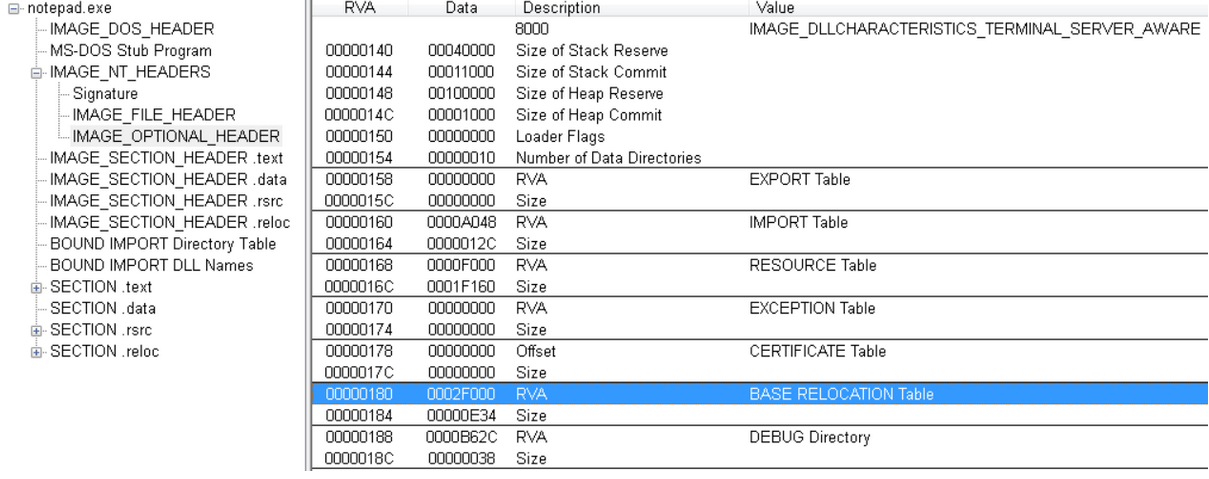 notepad.exe
IMAGE_DOS_HEADER
MS-DOS Stub Program
IMAGE_NT_HEADERS
Signature
IMAGE_FILE_HEADER
IMAGE_OPTIONAL_HEADER
IMAGE_SECTION_HEADER .text
IMAGE_SECTION_HEADER .data
IMAGE_SECTION_HEADER .rsrc
IMAGE_SECTION_HEADER .reloc
BOUND IMPORT Directory Table
BOUND IMPORT DLL Names
SECTION .text
SECTION .data
SECTION .rsrc
SECTION .reloc
RVA Data Description Value
8000 IMAGE_DLLCHARACTERISTICS_TERMINAL_SERVER_AWARE
00000140 00040000 Size of Stack Reserve
00000144 00011000 Size of Stack Commit
00000148 00100000 Size of Heap Reserve
0000014C 00001000 Size of Heap Commit
00000150 00000000 Loader Flags
00000154 00000010 Number of Data Directories
00000158 00000000 RVA EXPORT Table
0000015C 00000000 Size
00000160 0000A048 RVA IMPORT Table
00000164 0000012C Size
00000168 0000F000 RVA RESOURCE Table
0000016C 0001F160 Size
00000170 00000000 RVA EXCEPTION Table
00000174 00000000 Size
00000178 00000000 Offset CERTIFICATE Table
0000017C 00000000 Size
00000180 0002F000 RVA BASE RELOCATION Table
00000184 00000E34 Size
00000188 0000B62C RVA DEBUG Directory
0000018C 00000038 Size